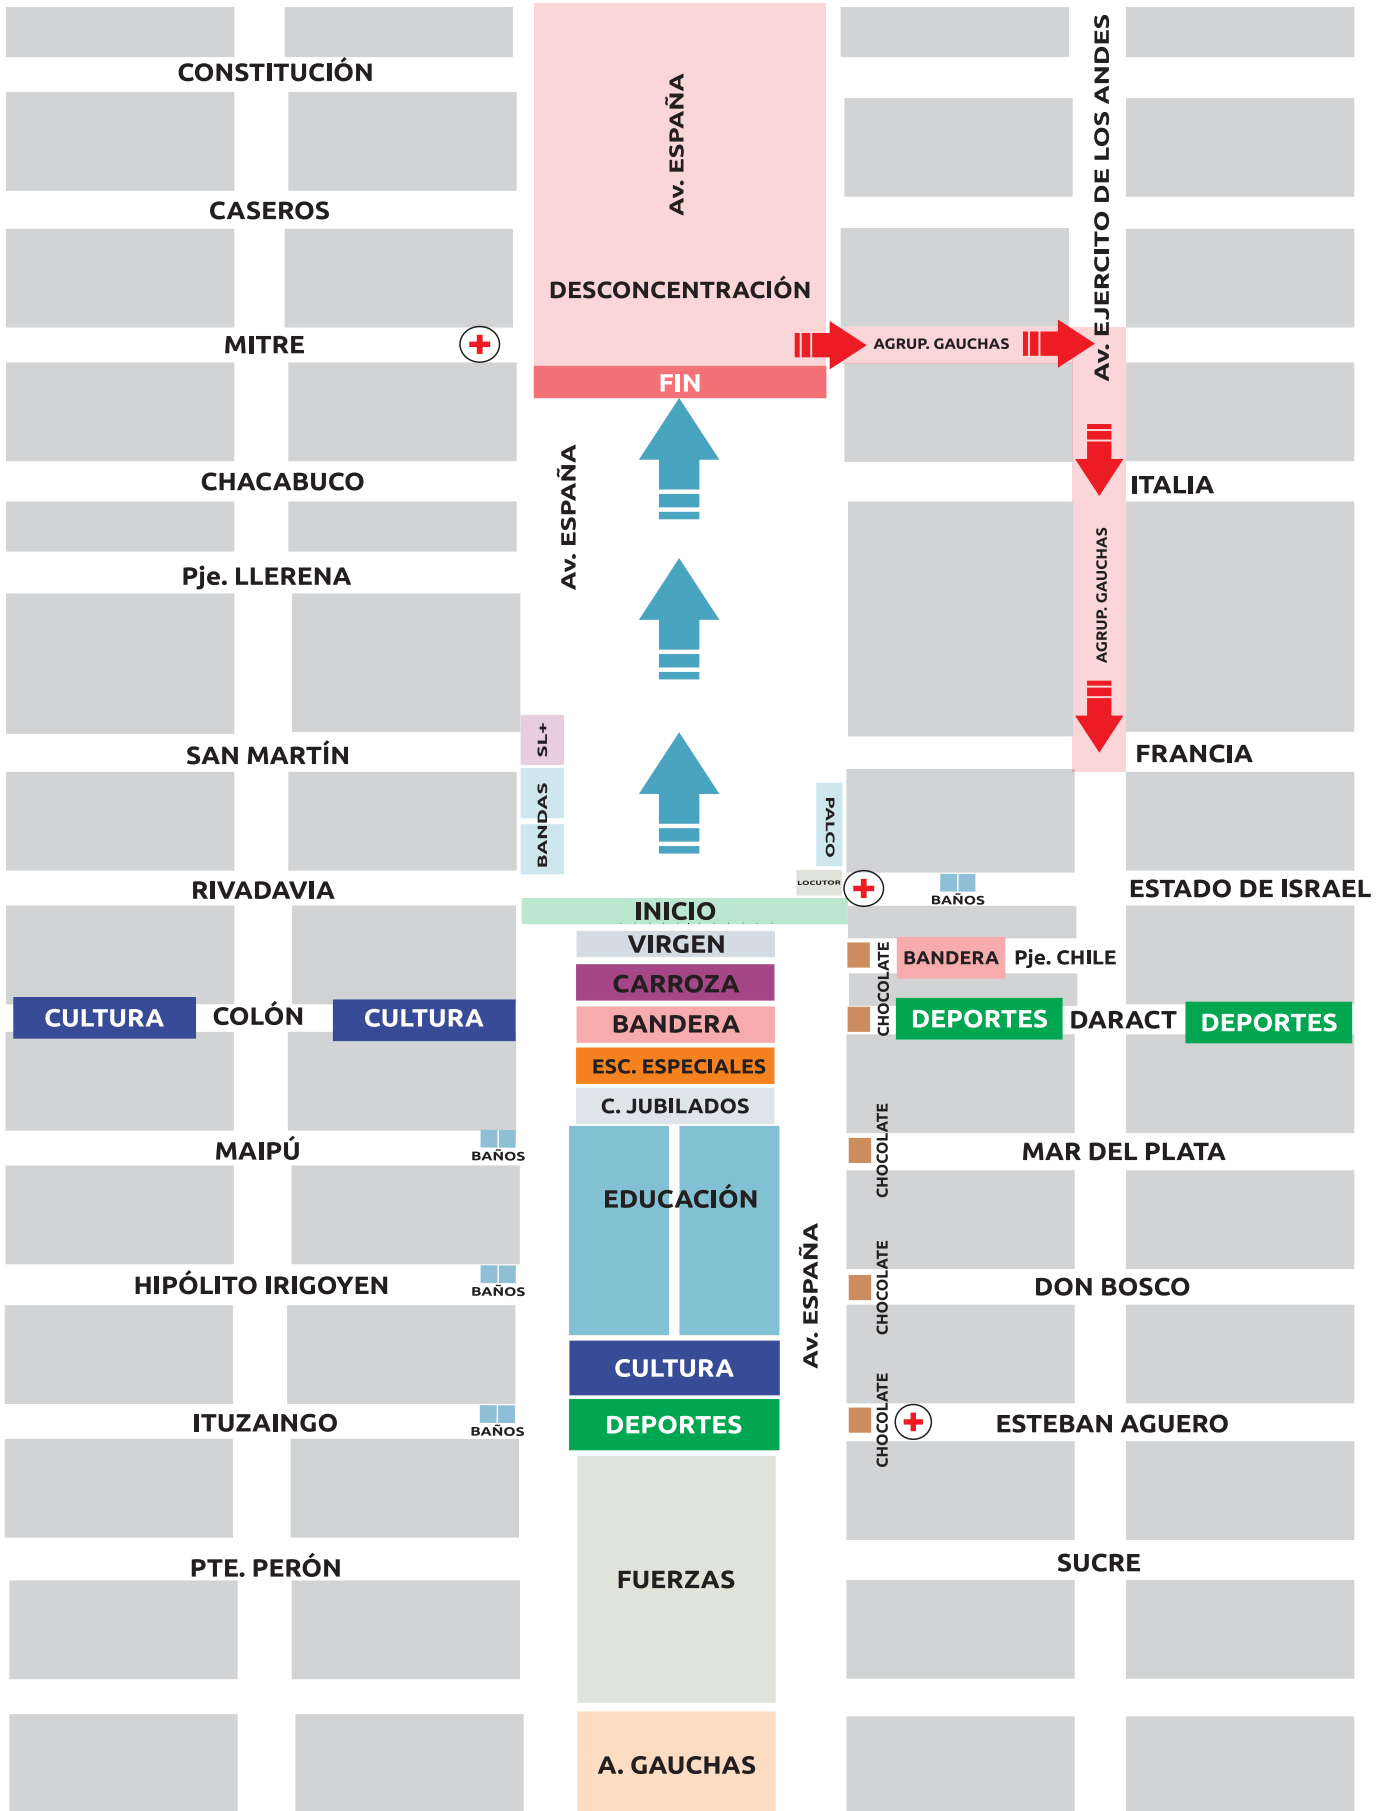 CONSTITUCIÓN
Av. ESPAÑA
Av. EJERCITO DE LOS ANDES
CASEROS
DESCONCENTRACIÓN
MITRE
AGRUP. GAUCHAS
FIN
Av. ESPAÑA
CHACABUCO
ITALIA
Pje. LLERENA
AGRUP. GAUCHAS
SL+
SAN MARTÍN
FRANCIA
BANDAS
PALCO
RIVADAVIA
LOCUTOR
BAÑOS
ESTADO DE ISRAEL
INICIO
VIRGEN
CHOCOLATE
BANDERA
Pje. CHILE
CARROZA
CULTURA
COLÓN
CULTURA
BANDERA
DEPORTES
DARACT
DEPORTES
ESC. ESPECIALES
C. JUBILADOS
MAIPÚ
BAÑOS
CHOCOLATE
MAR DEL PLATA
EDUCACIÓN
HIPÓLITO IRIGOYEN
BAÑOS
Av. ESPAÑA
CHOCOLATE
DON BOSCO
CULTURA
ITUZAINGO
BAÑOS
DEPORTES
CHOCOLATE
ESTEBAN AGUERO
PTE. PERÓN
FUERZAS
SUCRE
A. GAUCHAS